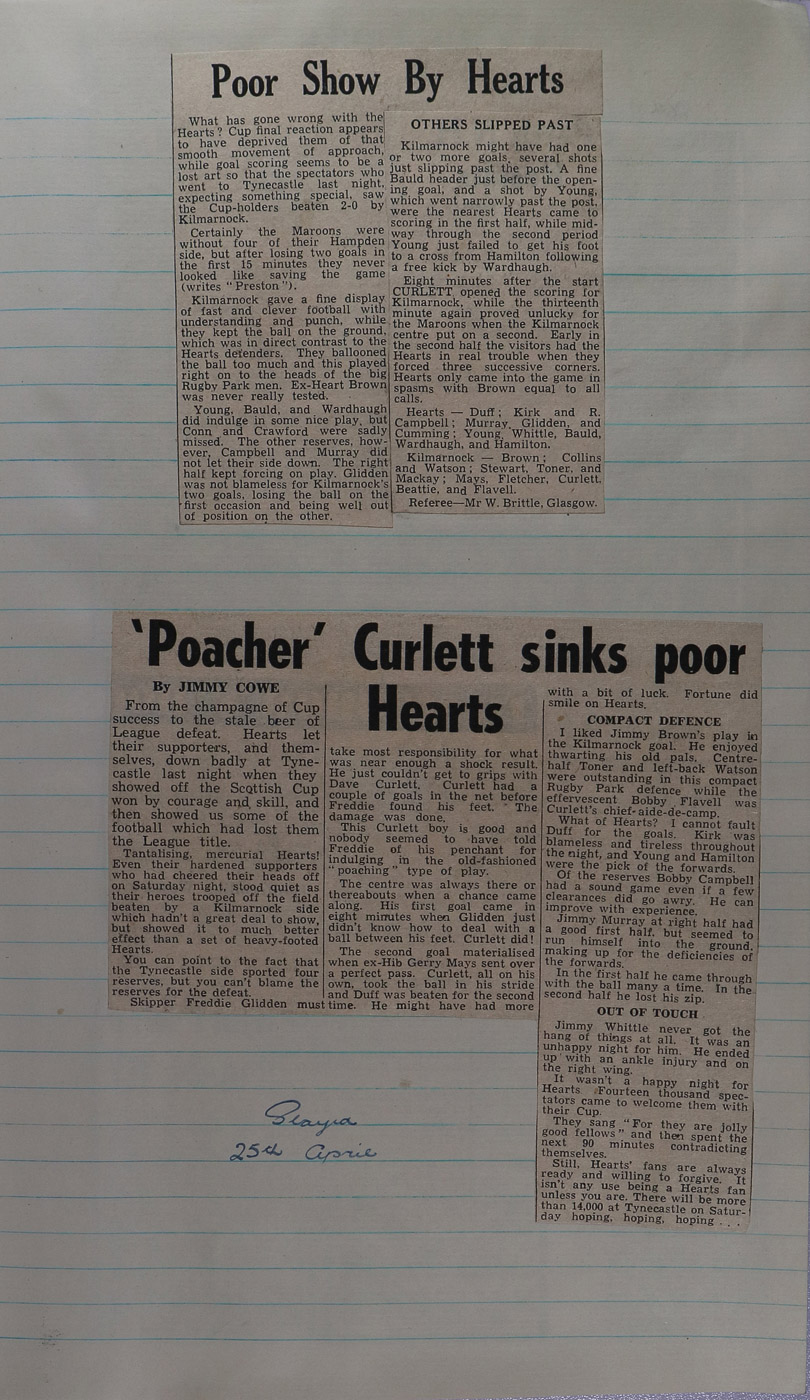 Poor Show By Hearts
What has gone wrong with the
Hearts? Cup final reaction appears
to have deprived them of that
smooth movement of approach,
while goal scoring seems to be a
lost art so that the spectators who
went to Tynecastle last night,
expecting something special, saw
the Cup-holders beaten 2-0 by
Kilmarnock.
Certainly the Maroons were
without four of their Hampden
side, but after losing two goals in
the first 15 minutes they never
looked like saving the game
(writes "Preston").
Kilmarnock gave a fine display
of fast and clever football with
understanding and punch, while
they kept the ball on the ground,
which was in direct contrast to the
Hearts defenders. They ballooned
the ball too much and this played
right on to the heads of the big
Rugby Park men. Ex-Heart Brown
was never really tested.
Young, Bauld, and Wardhaugh
did indulge in some nice play, but
Conn and Crawford were sadly
missed. The other reserves, how-
ever, Campbell and Murray did
not let their side down. The right
half kept forcing on play. Glidden
was not blameless for Kilmarnock's
two goals, losing the ball on the
first occasion and being well out
of position on the other.
OTHERS SLIPPED PAST
Kilmarnock might have had one
or two more goals, several shots
just slipping past the post. A fine
Bauld header just before the open-
ing goal, and a shot by Young,
which went narrowly past the post,
were the nearest Hearts came to
scoring in the first half, while mid-
way through the second period
Young just failed to get his foot
to a cross from Hamilton following
a free kick by Wardhaugh.
Eight minutes after the start
CURLETT opened the scoring for
Kilmarnock, while the thirteenth
minute again proved unlucky for
the Maroons when the Kilmarnock
centre put on a second. Early in
the second half the visitors had the
Hearts in real trouble when they
forced three successive corners.
Hearts only came into the game in
spasms with Brown equal to all
calls.
Hearts — Duff; Kirk and R.
Campbell; Murray, Glidden, and
Cumming; Young, Whittle, Bauld,
Wardhaugh, and Hamilton.
Kilmarnock — Brown; Collins
and Watson; Stewart, Toner, and
Mackay; Mays, Fletcher, Curlett,
Beattie, and Flavell.
Referee—Mr W. Brittle, Glasgow.
'Poacher' Curlett sinks poor
Hearts
By JIMMY COWE
From the champagne of Cup
success to the stale beer of
League defeat. Hearts let
their supporters, and them-
selves, down badly at Tyne-
castle last night when they
showed off the Scottish Cup
won by courage and skill, and
then showed us some of the
football which had lost them
the League title.
Tantalising, mercurial Hearts!
Even their hardened supporters
who had cheered their heads off
on Saturday night, stood quiet as
their heroes trooped off the field
beaten by a Kilmarnock side
which hadn't a great deal to show,
but showed it to much better
effect than a set of heavy-footed
Hearts.
You can point to the fact that
the Tynecastle side sported four
reserves, but you can't blame the
reserves for the defeat.
Skipper Freddie Glidden must
take most responsibility for what
was near enough a shock result.
He just couldn't get to grips with
Dave Curlett. Curlett had a
couple of goals in the net before
Freddie found his feet. The
damage was done.
This Curlett boy is good and
nobody seemed to have told
Freddie of his penchant for
indulging in the old-fashioned
"poaching" type of play.
The centre was always there or
thereabouts when a chance came
along. His first goal came in
eight minutes when Glidden just
didn't know how to deal with a
ball between his feet. Curlett did!
The second goal materialised
when ex-Hib Gerry Mays sent over
a perfect pass. Curlett, all on his
own, took the ball in his stride
and Duff was beaten for the second
time. He might have had more
with a bit of luck. Fortune did
smile on Hearts.
COMPACT DEFENCE
I liked Jimmy Brown's play in
the Kilmarnock goal. He enjoyed
thwarting his old pals. Centre-
half Toner and left-back Watson
were outstanding in this compact
Rugby Park defence while the
effervescent Bobby Flavell was
Curlett's chief aide-de-camp.
What of Hearts? I cannot fault
Duff for the goals. Kirk was
blameless and tireless throughout
the night, and Young and Hamilton
were the pick of the forwards.
Of the reserves Bobby Campbell
had a sound game even if a few
clearances did go awry. He can
improve with experience.
Jimmy Murray at right half had
a good first half, but seemed to
run himself into the ground,
making up for the deficiencies of
the forwards.
In the first half he came through
with the ball many a time. In the
second half he lost his zip.
OUT OF TOUCH
Jimmy Whittle never got the
hang of things at all. It was an
unhappy night for him. He ended
up with an ankle injury and on
the right wing.
It wasn't a happy night for
Hearts. Fourteen thousand spec-
tators came to welcome them with
their Cup.
They sang "For they are jolly
good fellows" and then spent the
next 90 minutes contradicting
themselves.
Still, Hearts' fans are always
ready and willing to forgive. It
isn't any use being a Hearts fan
unless you are. There will be more
than 14,000 at Tynecastle on Satur-
day hoping, hoping, hoping . . .
Played
25th April